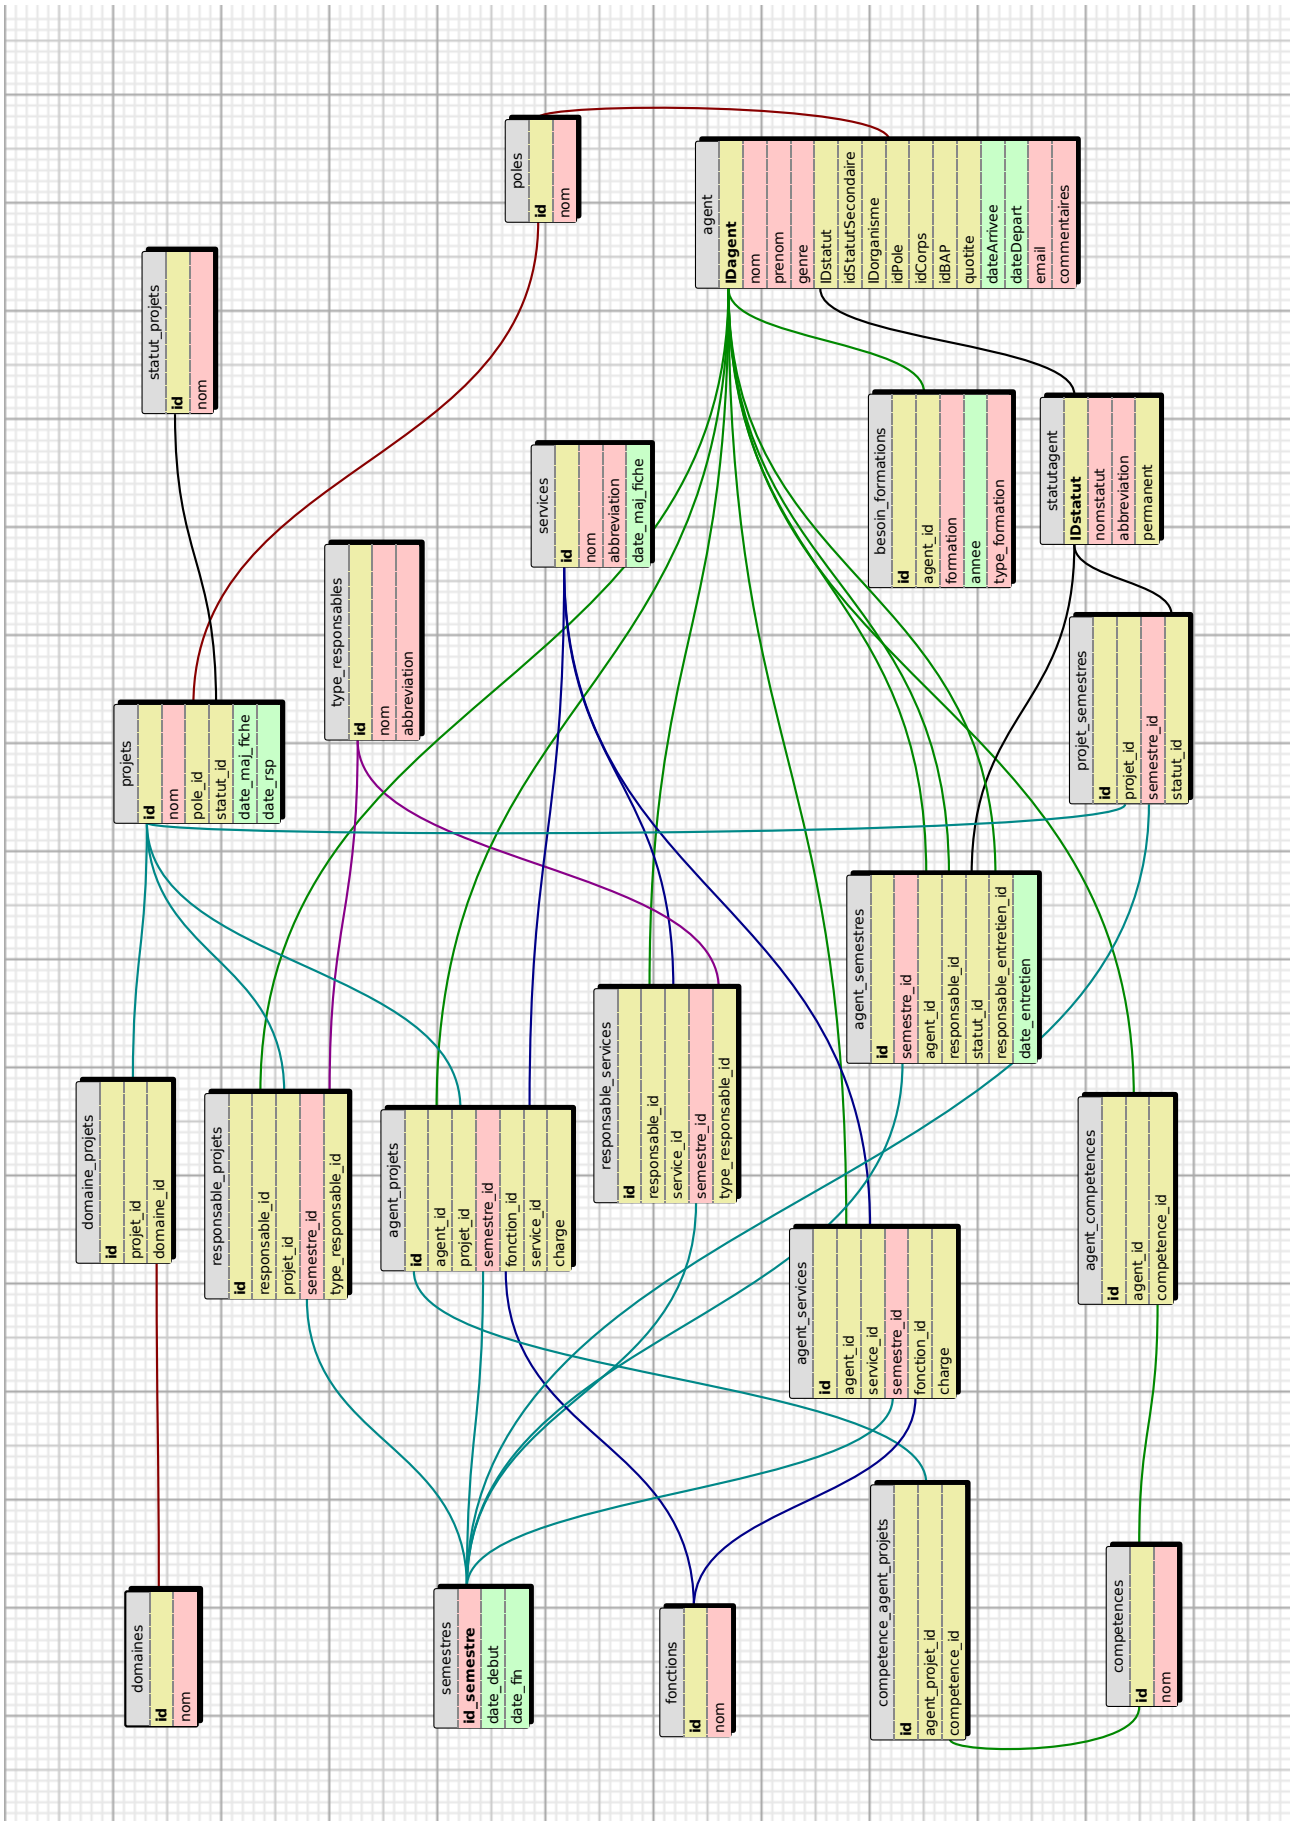 poles
id
nom
agent
IDagent
nom
prenom
genre
IDstatut
idStatutSecondaire
IDorganisme
idPole
idCorps
idBAP
quotite
dateArrivee
dateDepart
email
commentaires
statut_projets
id
nom
services
id
nom
abbreviation
date_maj_fiche
besoin_formations
id
agent_id
formation
annee
type_formation
statutagent
IDstatut
nomstatut
abbreviation
permanent
type_responsables
id
nom
abbreviation
projet_semestres
id
projet_id
semestre_id
statut_id
projets
id
nom
pole_id
statut_id
date_maj_fiche
date_rsp
agent_semestres
id
semestre_id
agent_id
responsable_id
statut_id
responsable_entretien_id
date_entretien
responsable_services
id
responsable_id
service_id
semestre_id
type_responsable_id
domaine_projets
id
projet_id
domaine_id
responsable_projets
id
responsable_id
projet_id
semestre_id
type_responsable_id
agent_projets
id
agent_id
projet_id
semestre_id
fonction_id
service_id
charge
agent_competences
id
agent_id
competence_id
agent_services
id
agent_id
service_id
semestre_id
fonction_id
charge
competence_agent_projets
id
agent_projet_id
competence_id
competences
id
nom
domaines
id
nom
semestres
id_semestre
date_debut
date_fin
fonctions
id
nom